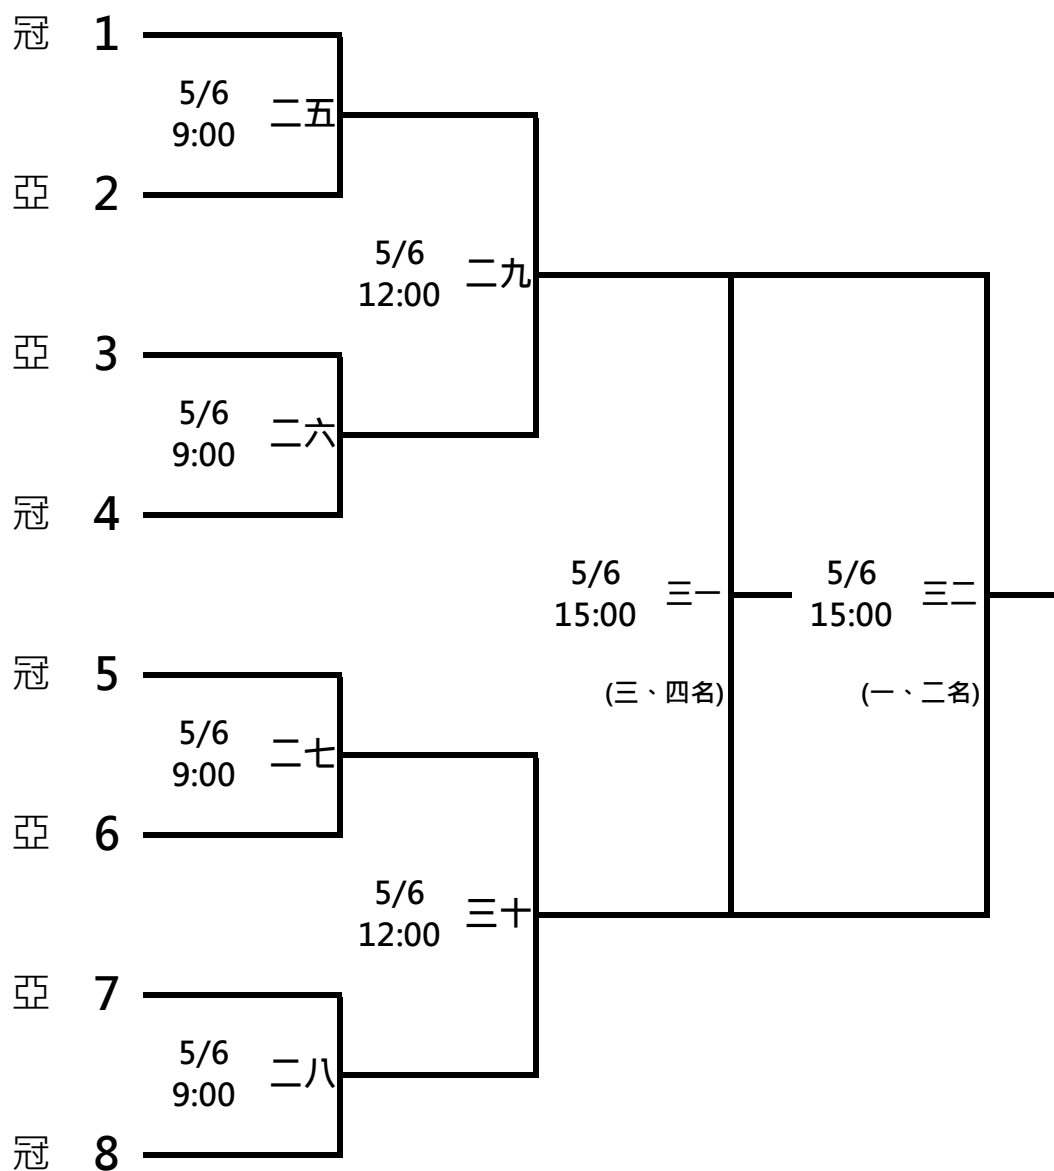 冠 1
5/6 二五
9:00
亞 2
5/6 二九
12:00
亞 3
5/6 二六
9:00
冠 4
5/6 三一 5/6 三二
15:00 15:00
冠 5
(三、四名) (一、二名)
5/6 二七
9:00
亞 6
5/6 三十
12:00
亞 7
5/6 二八
9:00
冠 8